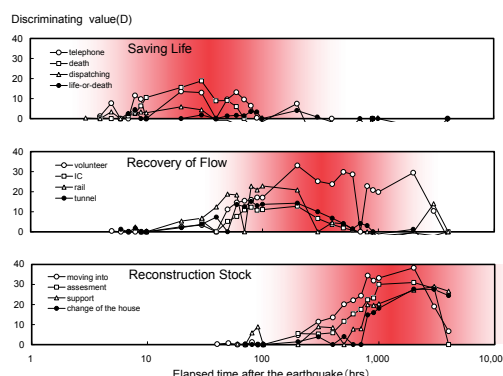 Discriminating value(D)
40
30
20
10
0
Saving Life
telephone
death
dispatching
life-or-death
40
30
20
10
0
Recovery of Flow
volunteer
IC
rail
tunnel
40
30
20
10
0
Reconstruction Stock
moving into
assesment
support
change of the house
1 10 100 1,000 10,00
Elapsed time after the earthquake(hrs)